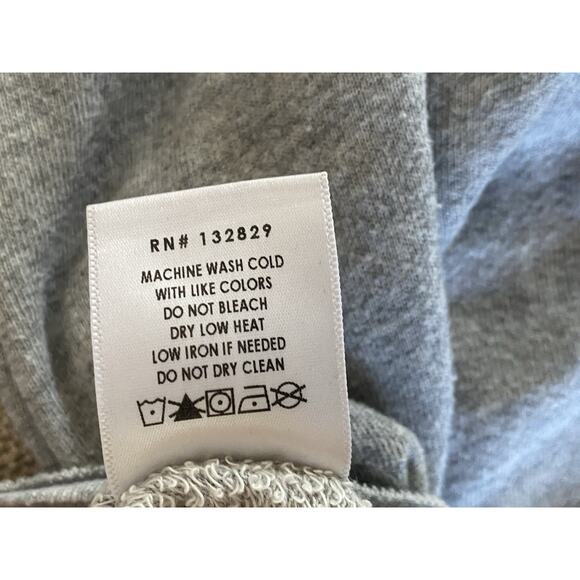 RN# 132829
MACHINE WASH COLD
WITH LIKE COLORS
DO NOT BLEACH
DRY LOW HEAT
LOW IRON IF NEEDED
DO NOT DRY CLEAN